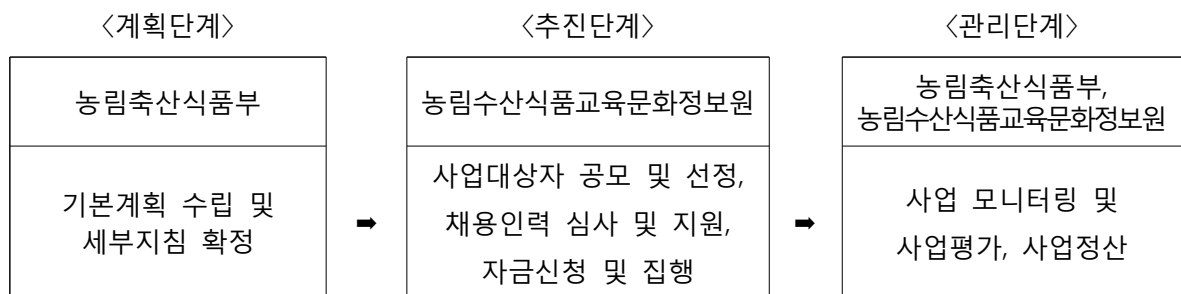 〈계획단계〉
농림축산식품부
기본계획 수립 및
세부지침 확정
➡
〈추진단계〉
농림수산식품교육문화정보원
사업대상자 공모 및 선정,
채용인력 심사 및 지원,
자금신청 및 집행
➡
〈관리단계〉
농림축산식품부,
농림수산식품교육문화정보원
사업 모니터링 및
사업평가, 사업정산